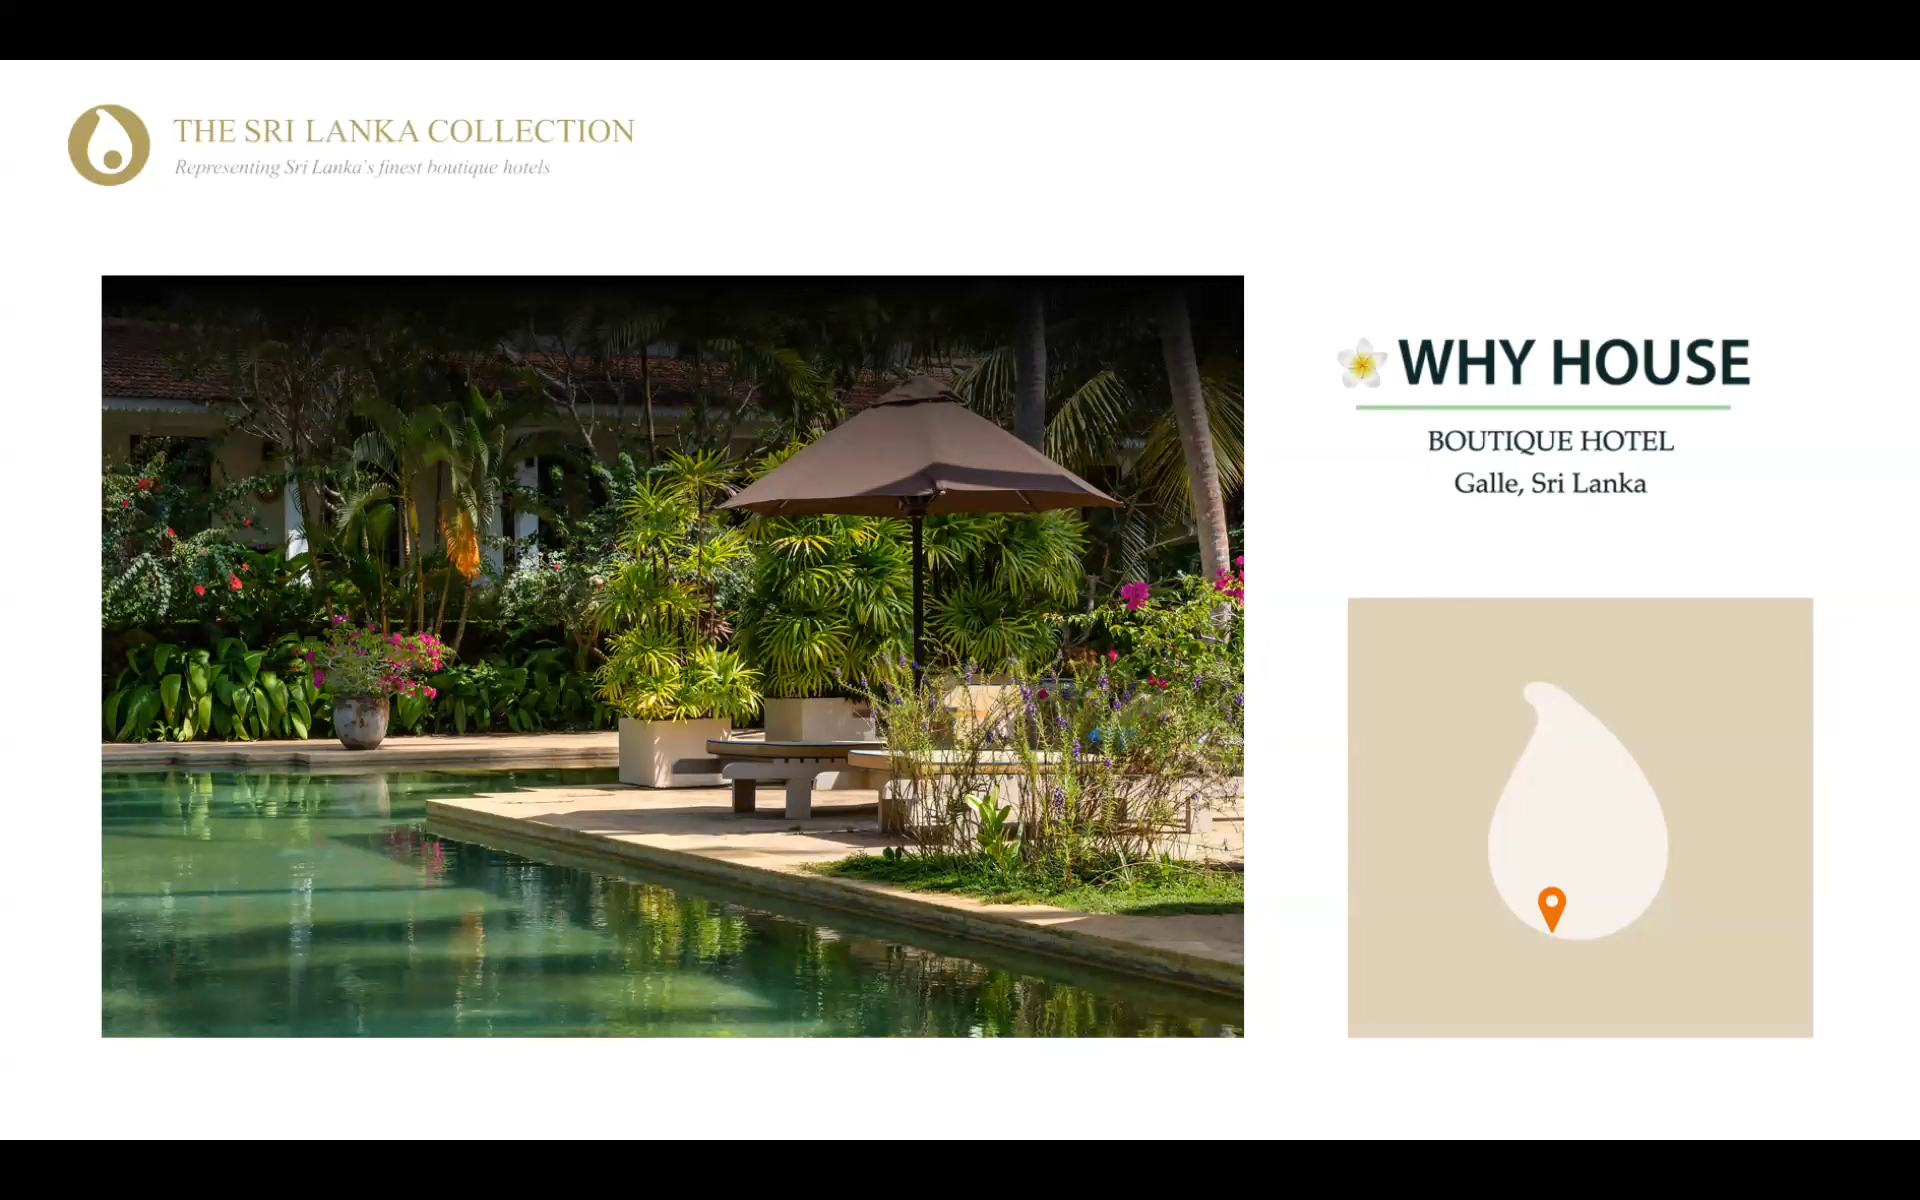 THE SRI LANKA COLLECTION
Representing Sri Lanka's finest boutique hotels
WHY HOUSE
BOUTIQUE HOTEL
Galle, Sri Lanka